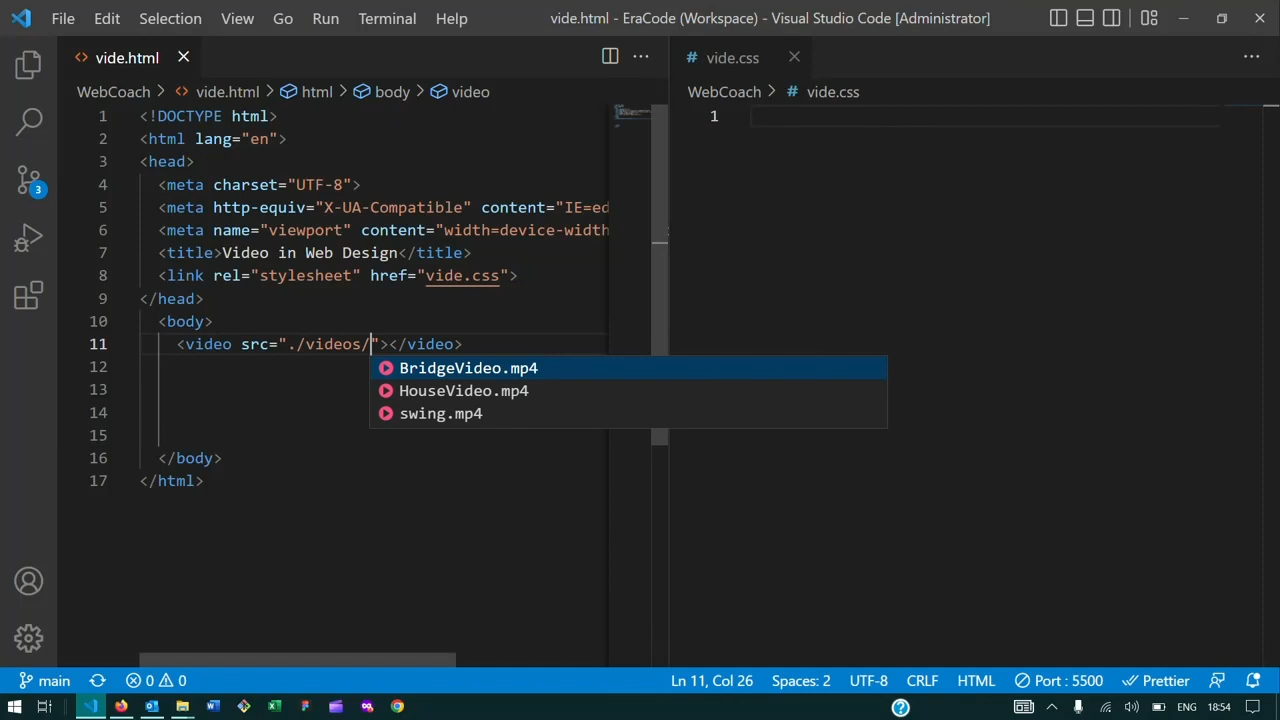 File Edit Selection View Go Run Terminal Help vide.html - EraCode (Workspace) - Visual Studio Code [Administrator]
vide.html
vide.css
WebCoach > vide.html > html > body > video
WebCoach > # vide.css
1 <!DOCTYPE html>
2 <html lang="en">
3 <head>
4 <meta charset="UTF-8">
5 <meta http-equiv="X-UA-Compatible" content="IE=ed
6 <meta name="viewport" content="width=device-width
7 <title>Video in Web Design</title>
8 <link rel="stylesheet" href="vide.css">
9 </head>
10 <body>
11 <video src="./videos/"></video>
BridgeVideo.mp4
HouseVideo.mp4
swing.mp4
12
13
14
15
16 </body>
17 </html>
1
3
main 0 0 Ln 11, Col 26 Spaces: 2 UTF-8 CRLF HTML Port : 5500 Prettier
ENG 18:54